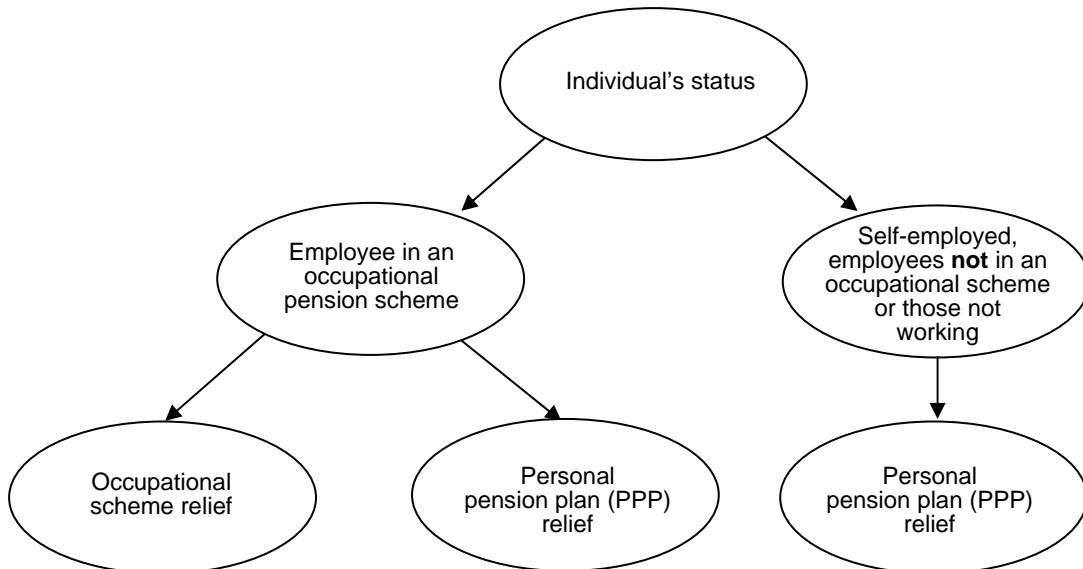 Individual's status
Employee in an
occupational
pension scheme
Self-employed,
employees not in an
occupational scheme
or those not
working
Occupational
scheme relief
Personal
pension plan (PPP)
relief
Personal
pension plan (PPP)
relief